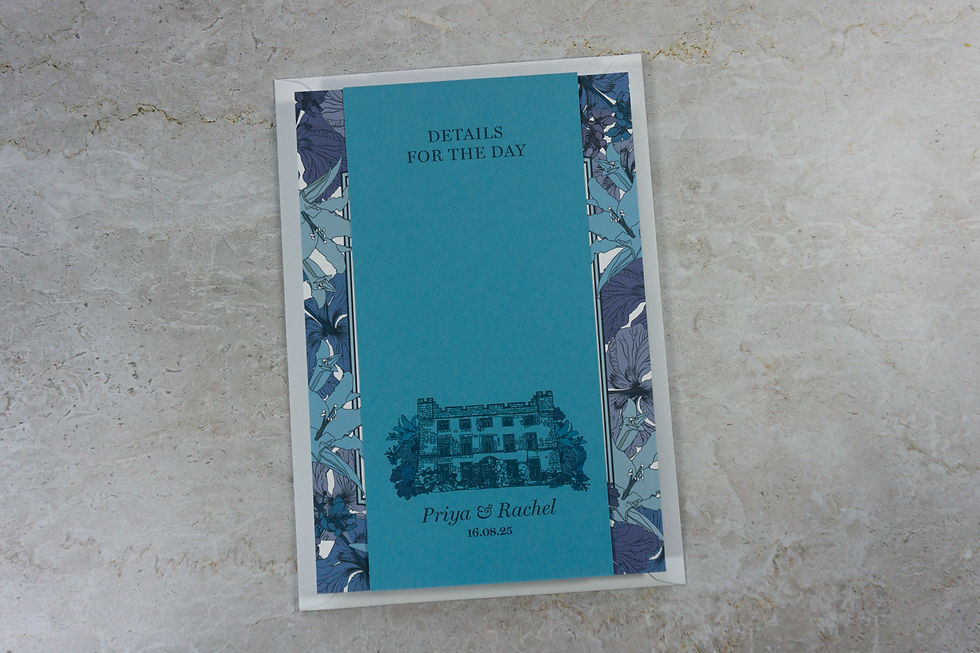 DETAILS
FOR THE DAY
Priya & Rachel
16.08.25